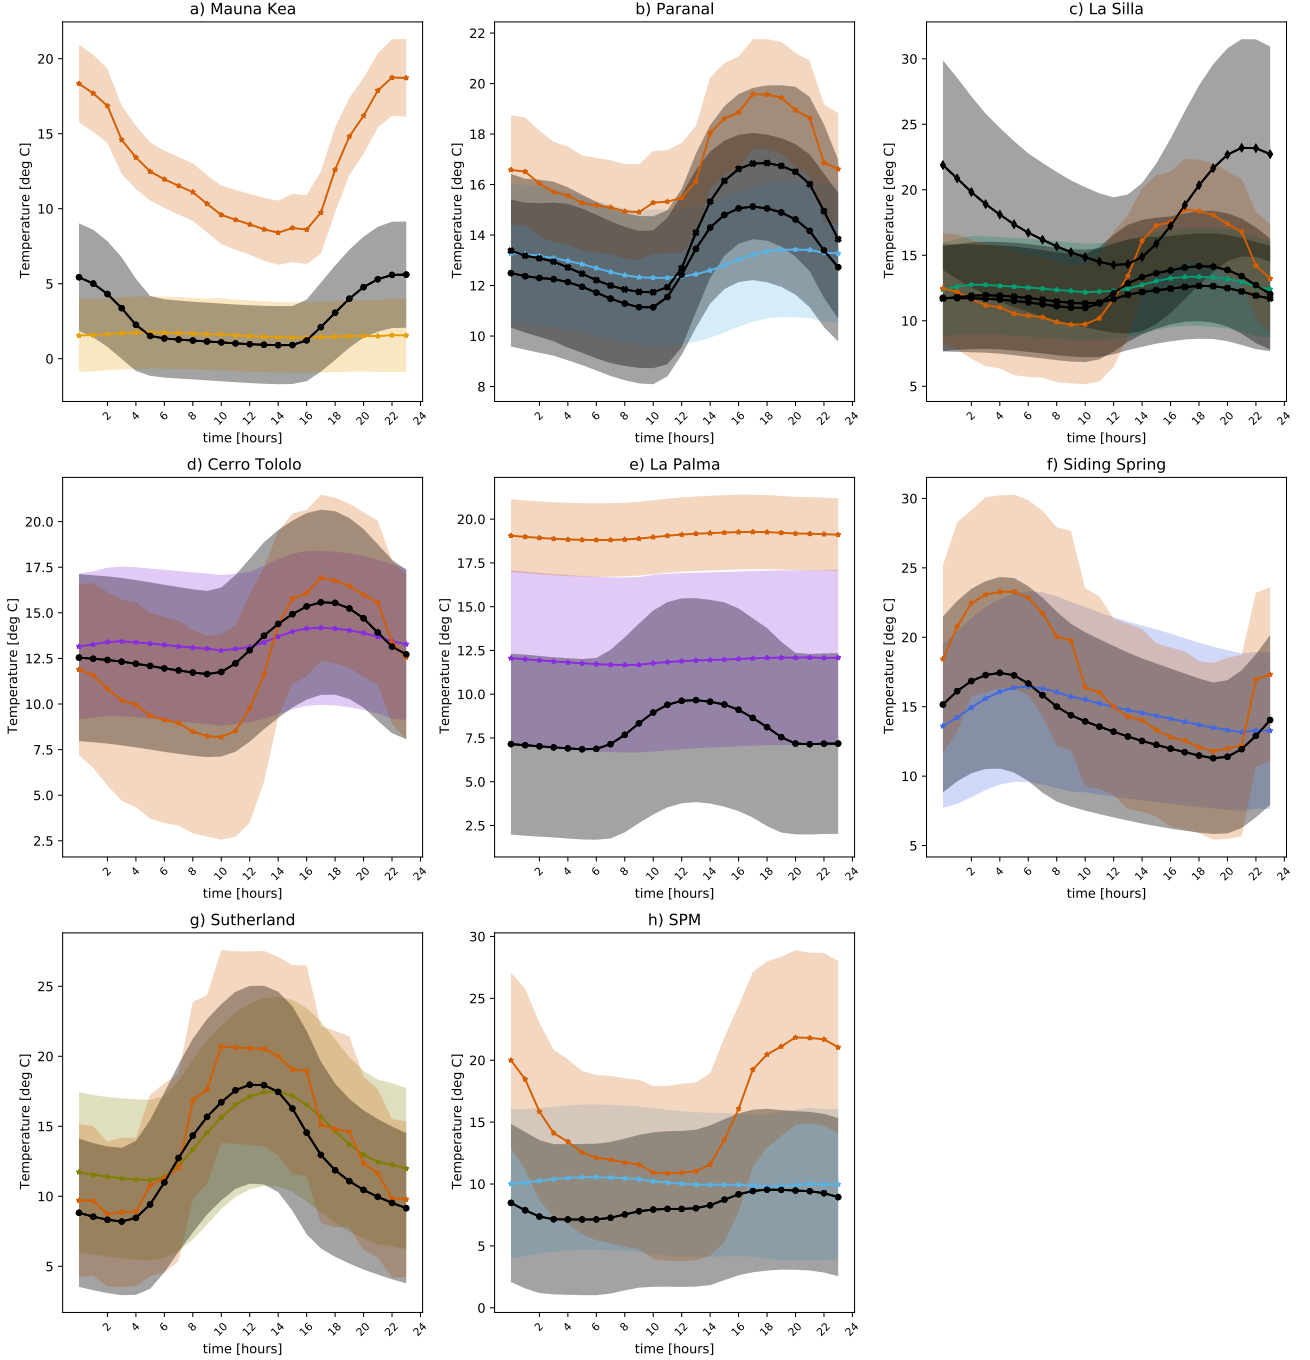 a) Mauna Kea
b) Paranal
c) La Silla
Temperature [deg C]
20
15
10
5
0
2 4 6 8 10 12 14 16 18 20 22 24
time [hours]
Temperature [deg C]
22
20
18
16
14
12
10
8
2 4 6 8 10 12 14 16 18 20 22 24
time [hours]
Temperature [deg C]
30
25
20
15
10
5
2 4 6 8 10 12 14 16 18 20 22 24
time [hours]
d) Cerro Tololo
e) La Palma
f) Siding Spring
Temperature [deg C]
20.0
17.5
15.0
12.5
10.0
7.5
5.0
2.5
2 4 6 8 10 12 14 16 18 20 22 24
time [hours]
Temperature [deg C]
20.0
17.5
15.0
12.5
10.0
7.5
5.0
2.5
2 4 6 8 10 12 14 16 18 20 22 24
time [hours]
Temperature [deg C]
30
25
20
15
10
5
2 4 6 8 10 12 14 16 18 20 22 24
time [hours]
g) Sutherland
h) SPM
Temperature [deg C]
25
20
15
10
5
2 4 6 8 10 12 14 16 18 20 22 24
time [hours]
Temperature [deg C]
30
25
20
15
10
5
0
2 4 6 8 10 12 14 16 18 20 22 24
time [hours]